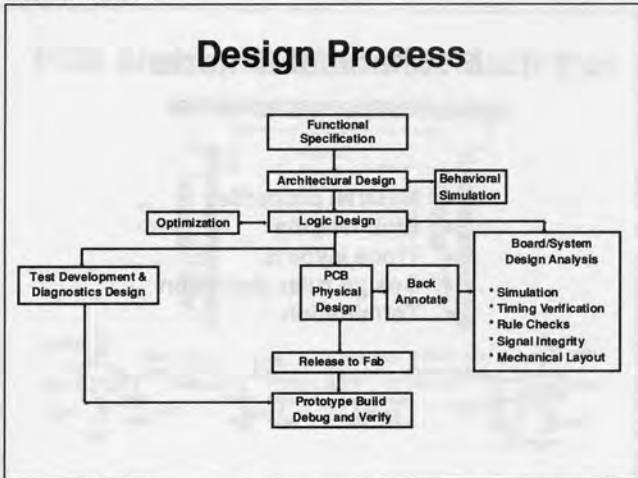 Design Process
Functional
Specification
Architectural Design
Behavioral
Simulation
Optimization
Logic Design
Test Development &
Diagnostics Design
PCB
Physical
Design
Back
Annotate
Board/System
Design Analysis
* Simulation
* Timing Verification
* Rule Checks
* Signal Integrity
* Mechanical Layout
Release to Fab
Prototype Build
Debug and Verify